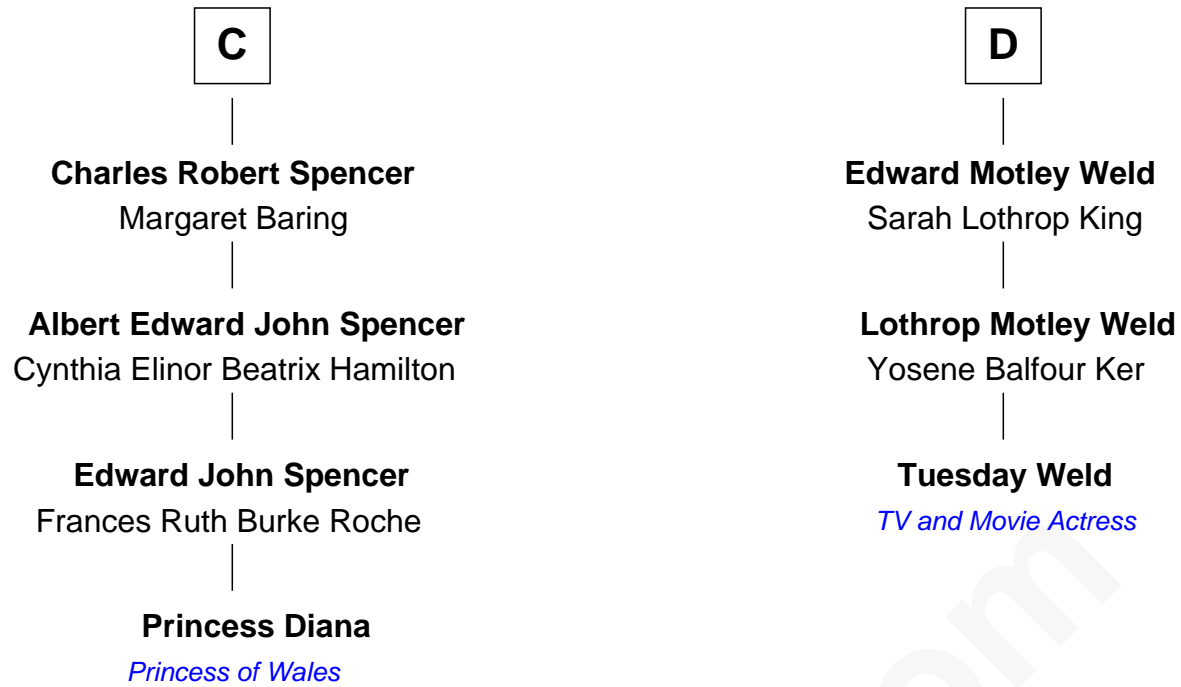 C
Charles Robert Spencer
Margaret Baring
Albert Edward John Spencer
Cynthia Elinor Beatrix Hamilton
Edward John Spencer
Frances Ruth Burke Roche
Princess Diana
Princess of Wales
D
Edward Motley Weld
Sarah Lothrop King
Lothrop Motley Weld
Yosene Balfour Ker
Tuesday Weld
TV and Movie Actress
om